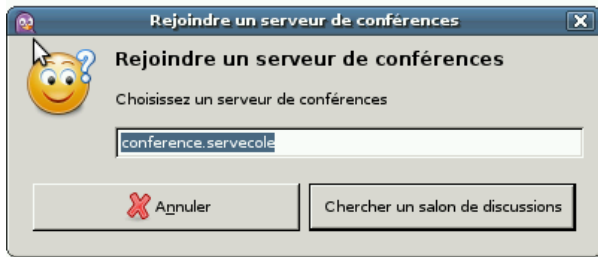 Rejoindre un serveur de conférences
Rejoindre un serveur de conférences
Choisissez un serveur de conférences
conference.servecole
Annuler
Chercher un salon de discussions